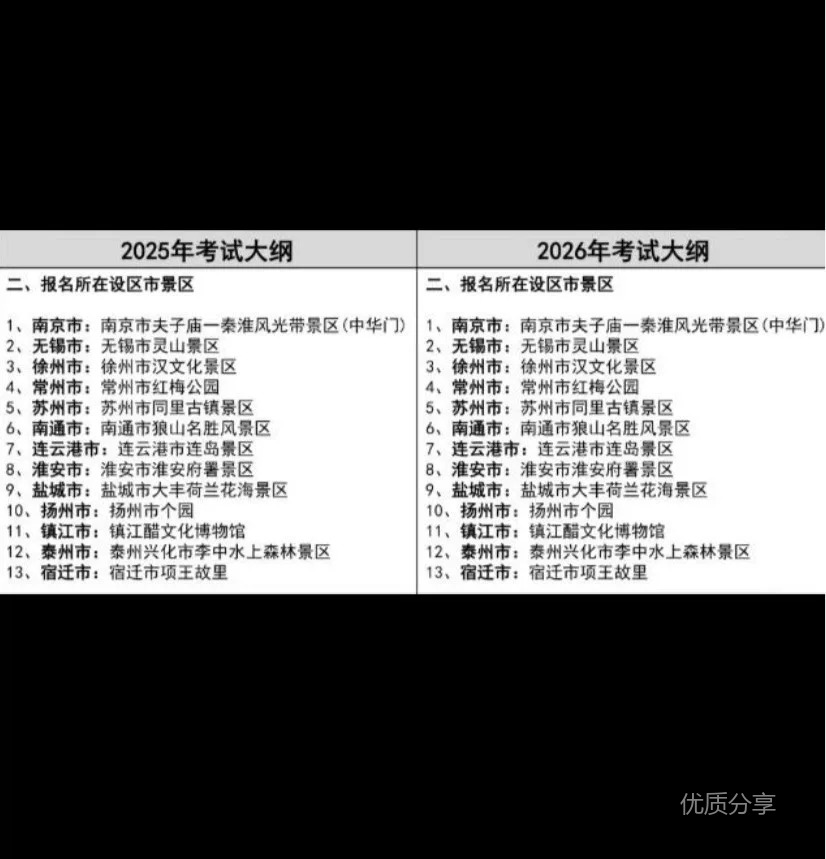 2025年考试大纲
二、报名所在设区市景区
1、南京市：南京市夫子庙—秦淮风光带景区(中华门)
2、无锡市：无锡市灵山景区
3、徐州市：徐州市汉文化景区
4、常州市：常州市红梅公园
5、苏州市：苏州市同里古镇景区
6、南通市：南通市狼山名胜风景区
7、连云港市：连云港市连岛景区
8、淮安市：淮安市淮安府署景区
9、盐城市：盐城市大丰荷兰花海景区
10、扬州市：扬州市个园
11、镇江市：镇江醋文化博物馆
12、泰州市：泰州兴化市李中水上森林景区
13、宿迁市：宿迁市项王故里
2026年考试大纲
二、报名所在设区市景区
1、南京市：南京市夫子庙—秦淮风光带景区(中华门)
2、无锡市：无锡市灵山景区
3、徐州市：徐州市汉文化景区
4、常州市：常州市红梅公园
5、苏州市：苏州市同里古镇景区
6、南通市：南通市狼山名胜风景区
7、连云港市：连云港市连岛景区
8、淮安市：淮安市淮安府署景区
9、盐城市：盐城市大丰荷兰花海景区
10、扬州市：扬州市个园
11、镇江市：镇江醋文化博物馆
12、泰州市：泰州兴化市李中水上森林景区
13、宿迁市：宿迁市项王故里
优质分享